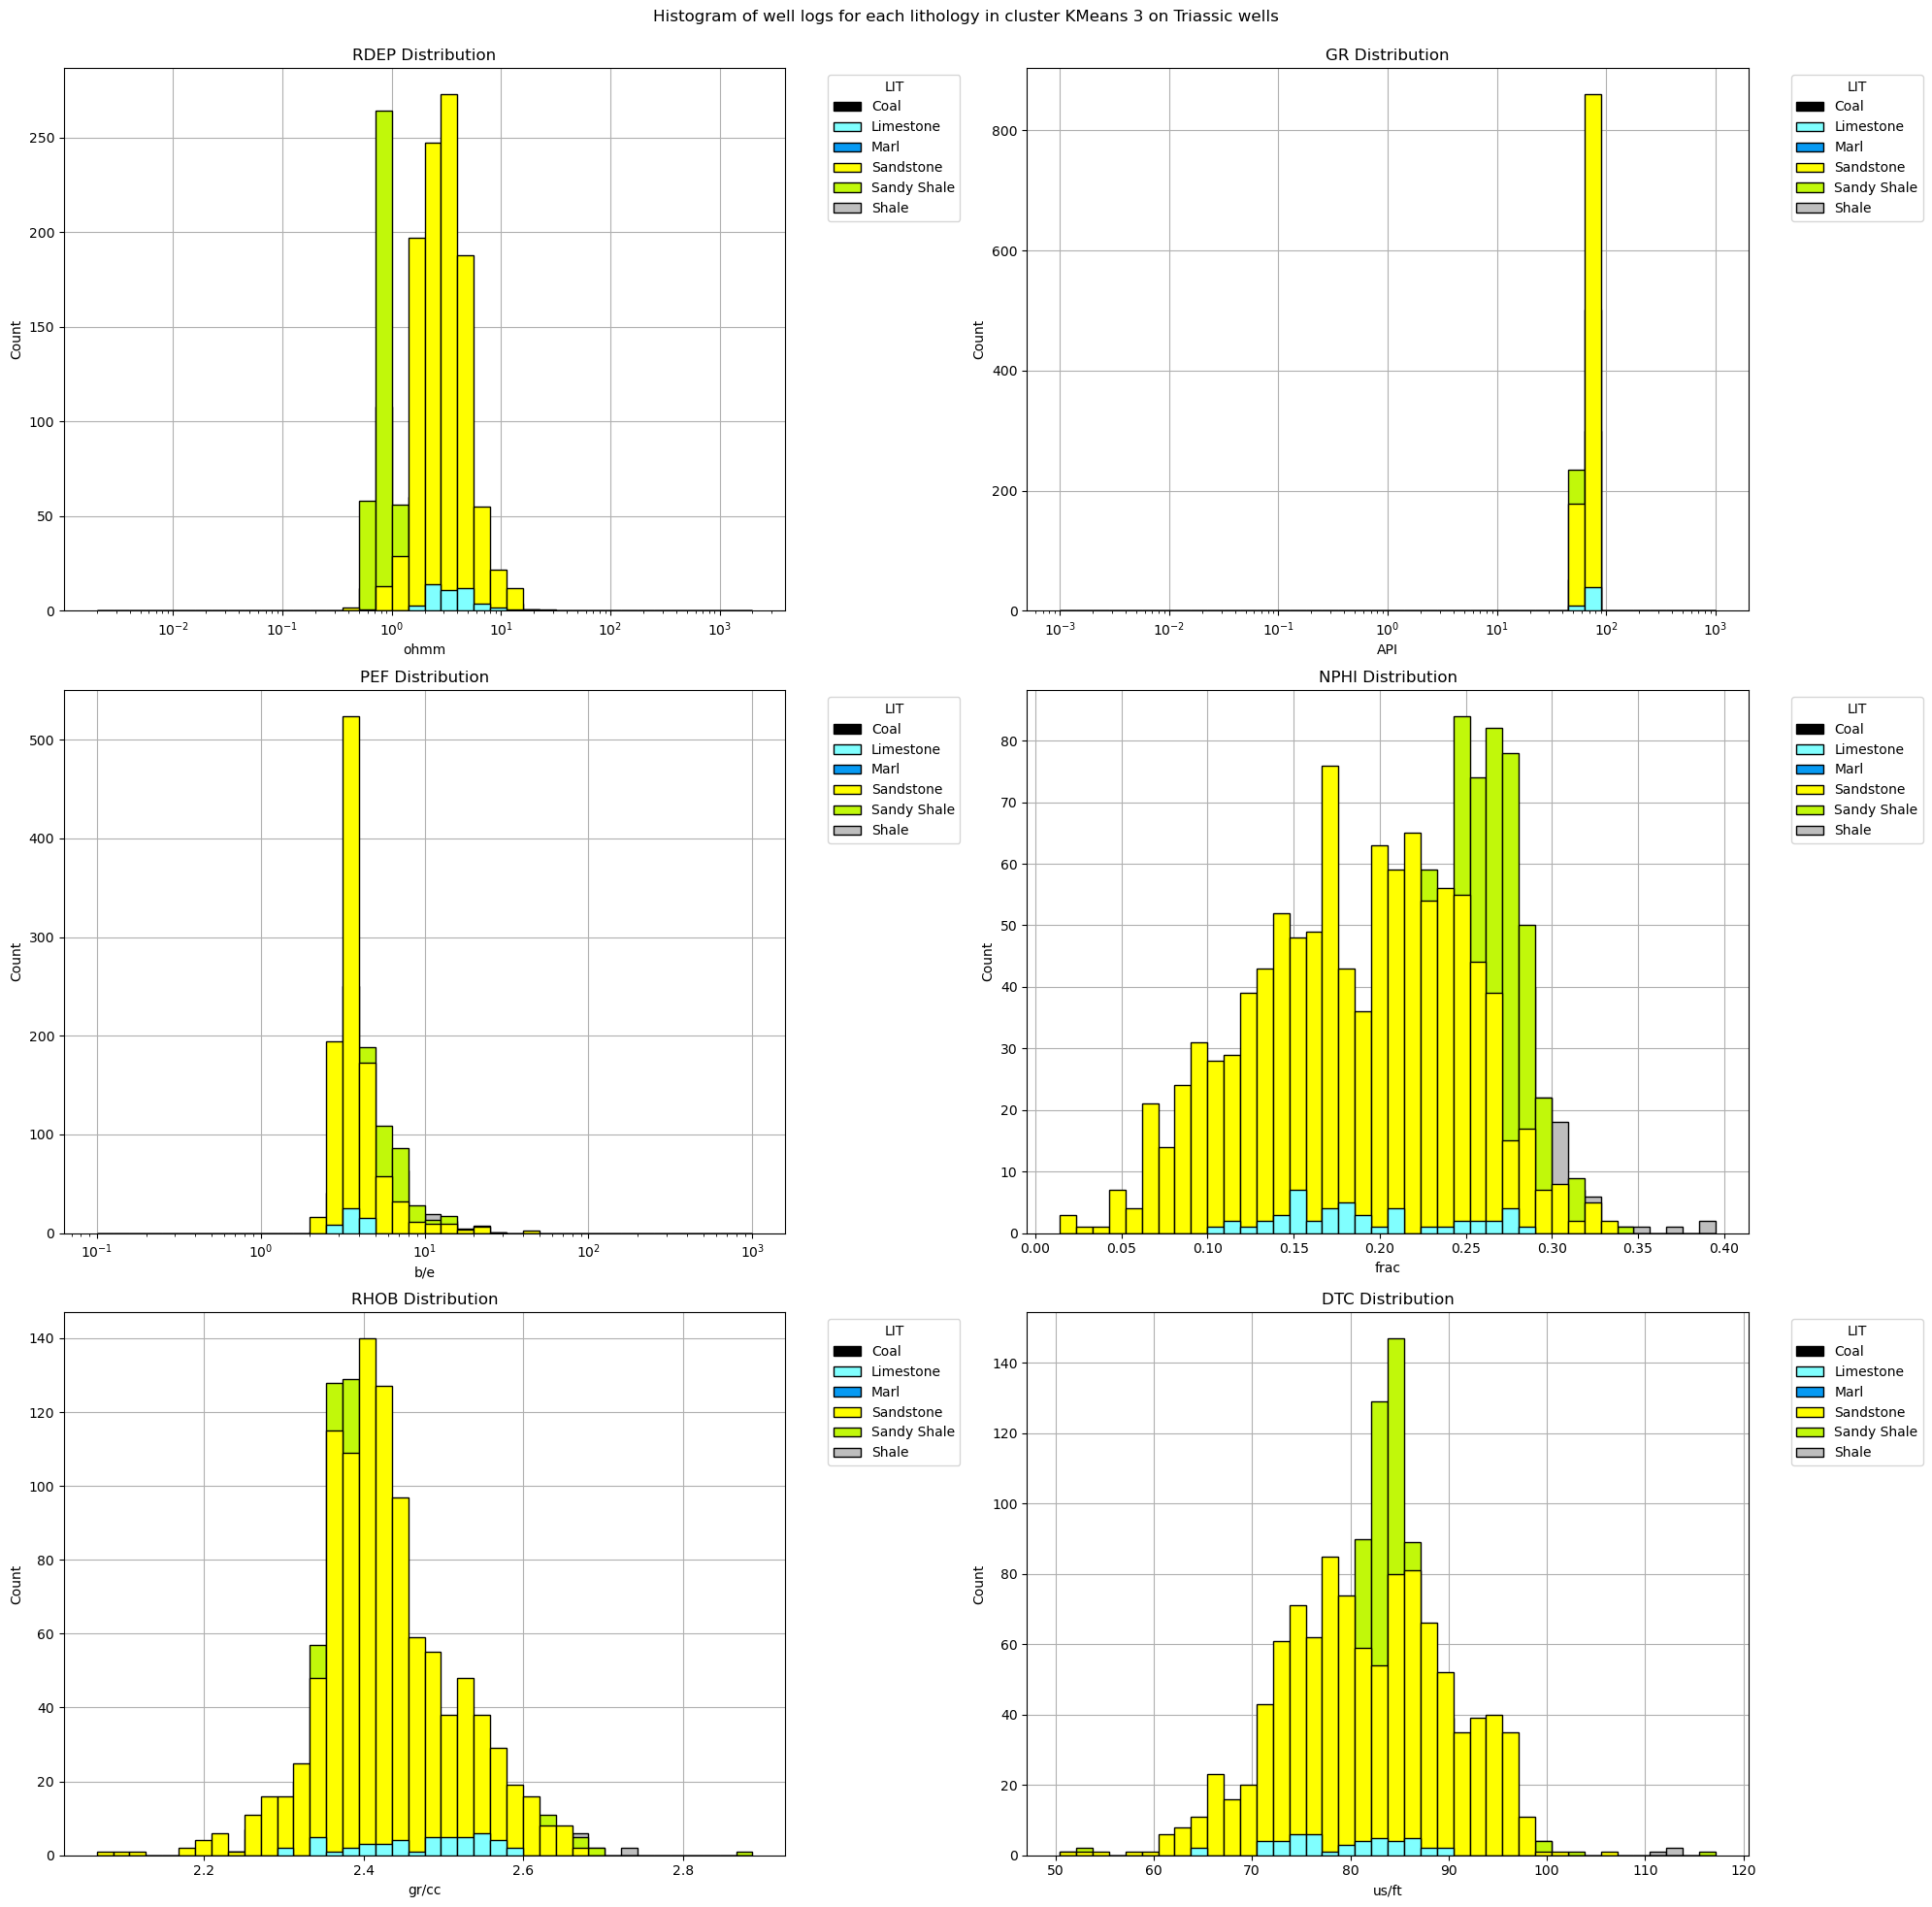 Histogram of well logs for each lithology in cluster KMeans 3 on Triassic wells
RDEP Distribution
Count
0
50
100
150
200
250
10⁻²
10⁻¹
10⁰
10¹
10²
10³
ohmm
LIT
Coal
Limestone
Marl
Sandstone
Sandy Shale
Shale
GR Distribution
Count
0
200
400
600
800
10⁻³
10⁻²
10⁻¹
10⁰
10¹
10²
10³
API
LIT
Coal
Limestone
Marl
Sandstone
Sandy Shale
Shale
PEF Distribution
Count
0
100
200
300
400
500
10⁻¹
10⁰
10¹
10²
10³
b/e
LIT
Coal
Limestone
Marl
Sandstone
Sandy Shale
Shale
NPHI Distribution
Count
0
10
20
30
40
50
60
70
80
0.00
0.05
0.10
0.15
0.20
0.25
0.30
0.35
0.40
frac
LIT
Coal
Limestone
Marl
Sandstone
Sandy Shale
Shale
RHOB Distribution
Count
0
20
40
60
80
100
120
140
2.2
2.4
2.6
2.8
gr/cc
LIT
Coal
Limestone
Marl
Sandstone
Sandy Shale
Shale
DTC Distribution
Count
0
20
40
60
80
100
120
140
50
60
70
80
90
100
110
120
us/ft
LIT
Coal
Limestone
Marl
Sandstone
Sandy Shale
Shale